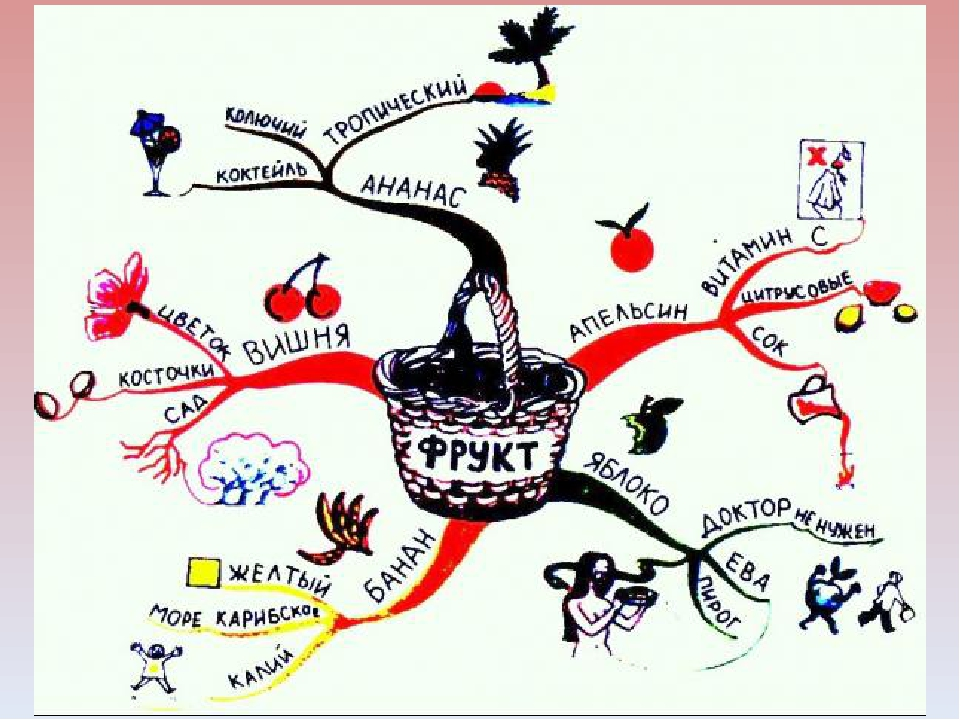 КОЛЮЧИЙ
ТРОПИЧЕСКИЙ
КОКТЕЙЛЬ
АНАНАС
ВИТАМИН С
ЦИТРУСОВЫЕ
АПЕЛЬСИН
СОК
X
ЦВЕТОК
ВИШНЯ
КОСТОЧКИ
САД
ФРУКТ
ЯБЛОКО
ДОКТОР НЕ НУЖЕН
ЕВА
ПИРОГ
БАНАН
ЖЕЛТЫЙ
МОРЕ КАРИБСКОЕ
КАЛИЙ